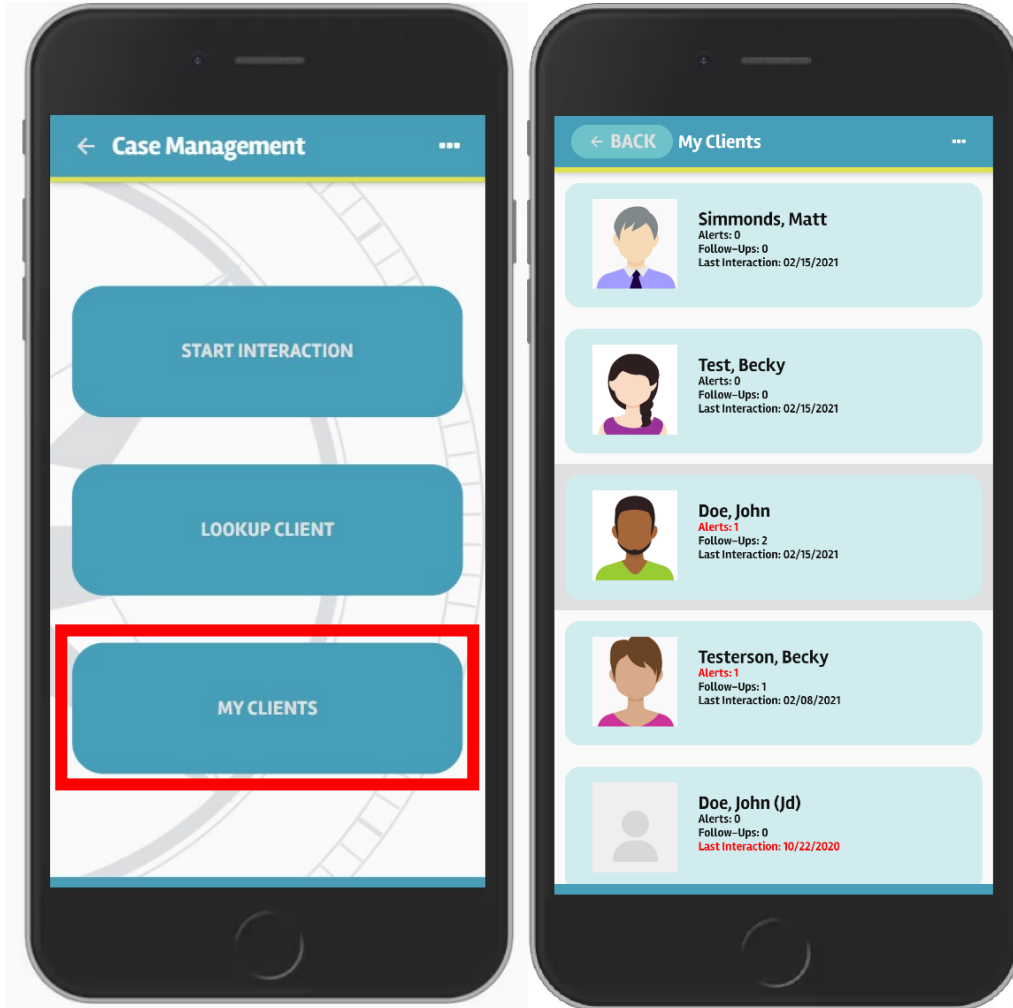 ← Case Management
START INTERACTION
LOOKUP CLIENT
MY CLIENTS
← BACK My Clients
Simmonds, Matt
Alerts: 0
Follow-Ups: 0
Last Interaction: 02/15/2021
Test, Becky
Alerts: 0
Follow-Ups: 0
Last Interaction: 02/15/2021
Doe, John
Alerts: 1
Follow-Ups: 2
Last Interaction: 02/15/2021
Testerson, Becky
Alerts: 1
Follow-Ups: 1
Last Interaction: 02/08/2021
Doe, John (Jd)
Alerts: 0
Follow-Ups: 0
Last Interaction: 10/22/2020